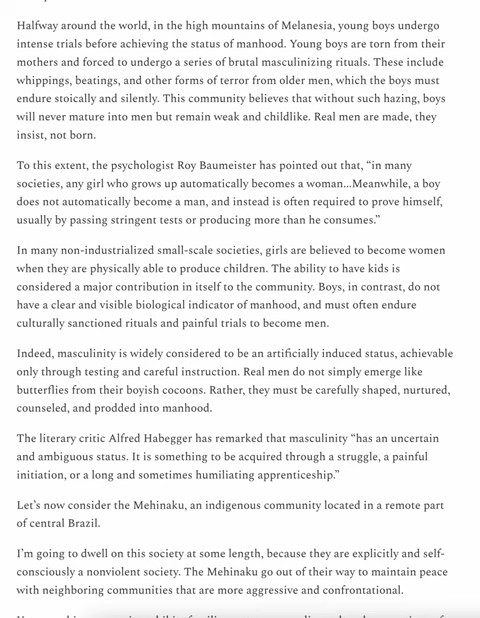 Halfway around the world, in the high mountains of Melanesia, young boys undergo
intense trials before achieving the status of manhood. Young boys are torn from their
mothers and forced to undergo a series of brutal masculinizing rituals. These include
whippings, beatings, and other forms of terror from older men, which the boys must
endure stoically and silently. This community believes that without such hazing, boys
will never mature into men but remain weak and childlike. Real men are made, they
insist, not born.
To this extent, the psychologist Roy Baumeister has pointed out that, “in many
societies, any girl who grows up automatically becomes a woman...Meanwhile, a boy
does not automatically become a man, and instead is often required to prove himself,
usually by passing stringent tests or producing more than he consumes.”
In many non-industrialized small-scale societies, girls are believed to become women
when they are physically able to produce children. The ability to have kids is
considered a major contribution in itself to the community. Boys, in contrast, do not
have a clear and visible biological indicator of manhood, and must often endure
culturally sanctioned rituals and painful trials to become men.
Indeed, masculinity is widely considered to be an artificially induced status, achievable
only through testing and careful instruction. Real men do not simply emerge like
butterflies from their boyish cocoons. Rather, they must be carefully shaped, nurtured,
counseled, and prodded into manhood.
The literary critic Alfred Habegger has remarked that masculinity “has an uncertain
and ambiguous status. It is something to be acquired through a struggle, a painful
initiation, or a long and sometimes humiliating apprenticeship.”
Let’s now consider the Mehinaku, an indigenous community located in a remote part
of central Brazil.
I’m going to dwell on this society at some length, because they are explicitly and self-
consciously a nonviolent society. The Mehinaku go out of their way to maintain peace
with neighboring communities that are more aggressive and confrontational.